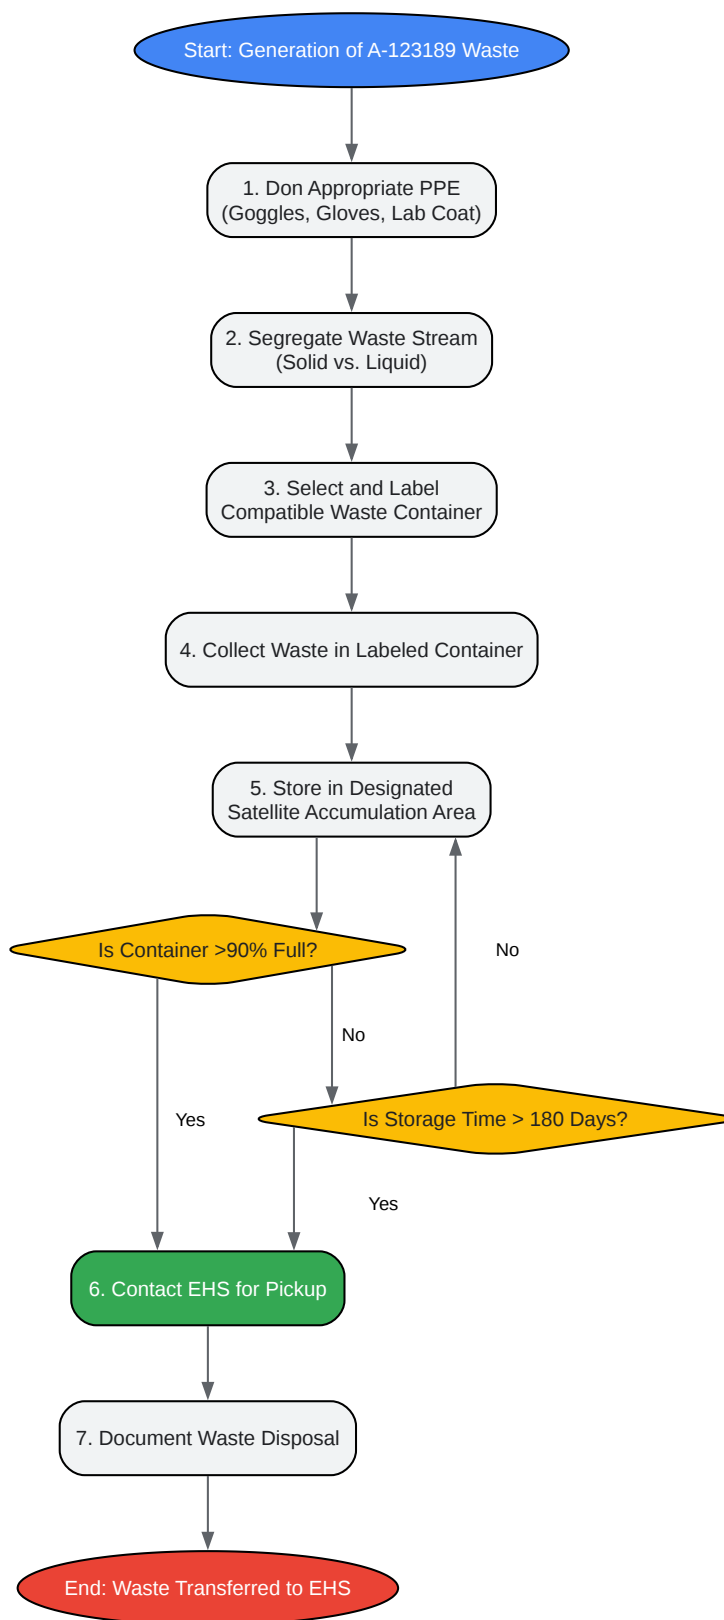 Start: Generation of A-123189 Waste
1. Don Appropriate PPE
(Goggles, Gloves, Lab Coat)
2. Segregate Waste Stream
(Solid vs. Liquid)
3. Select and Label
Compatible Waste Container
4. Collect Waste in Labeled Container
5. Store in Designated
Satellite Accumulation Area
Is Container >90% Full?
No
No
Yes
Is Storage Time > 180 Days?
Yes
6. Contact EHS for Pickup
7. Document Waste Disposal
End: Waste Transferred to EHS